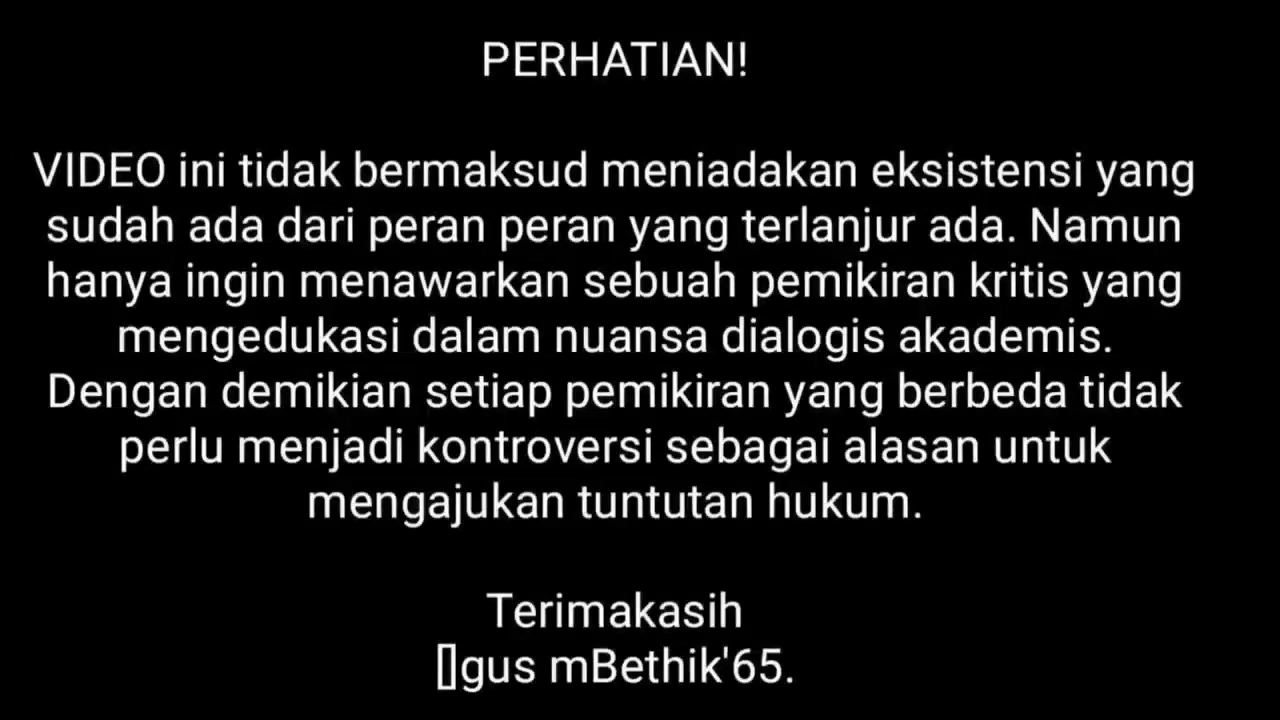 PERHATIAN!
VIDEO ini tidak bermaksud meniadakan eksistensi yang
sudah ada dari peran peran yang terlanjur ada. Namun
hanya ingin menawarkan sebuah pemikiran kritis yang
mengedukasi dalam nuansa dialogis akademis.
Dengan demikian setiap pemikiran yang berbeda tidak
perlu menjadi kontroversi sebagai alasan untuk
mengajukan tuntutan hukum.
Terimakasih
[]gus mBethik'65.